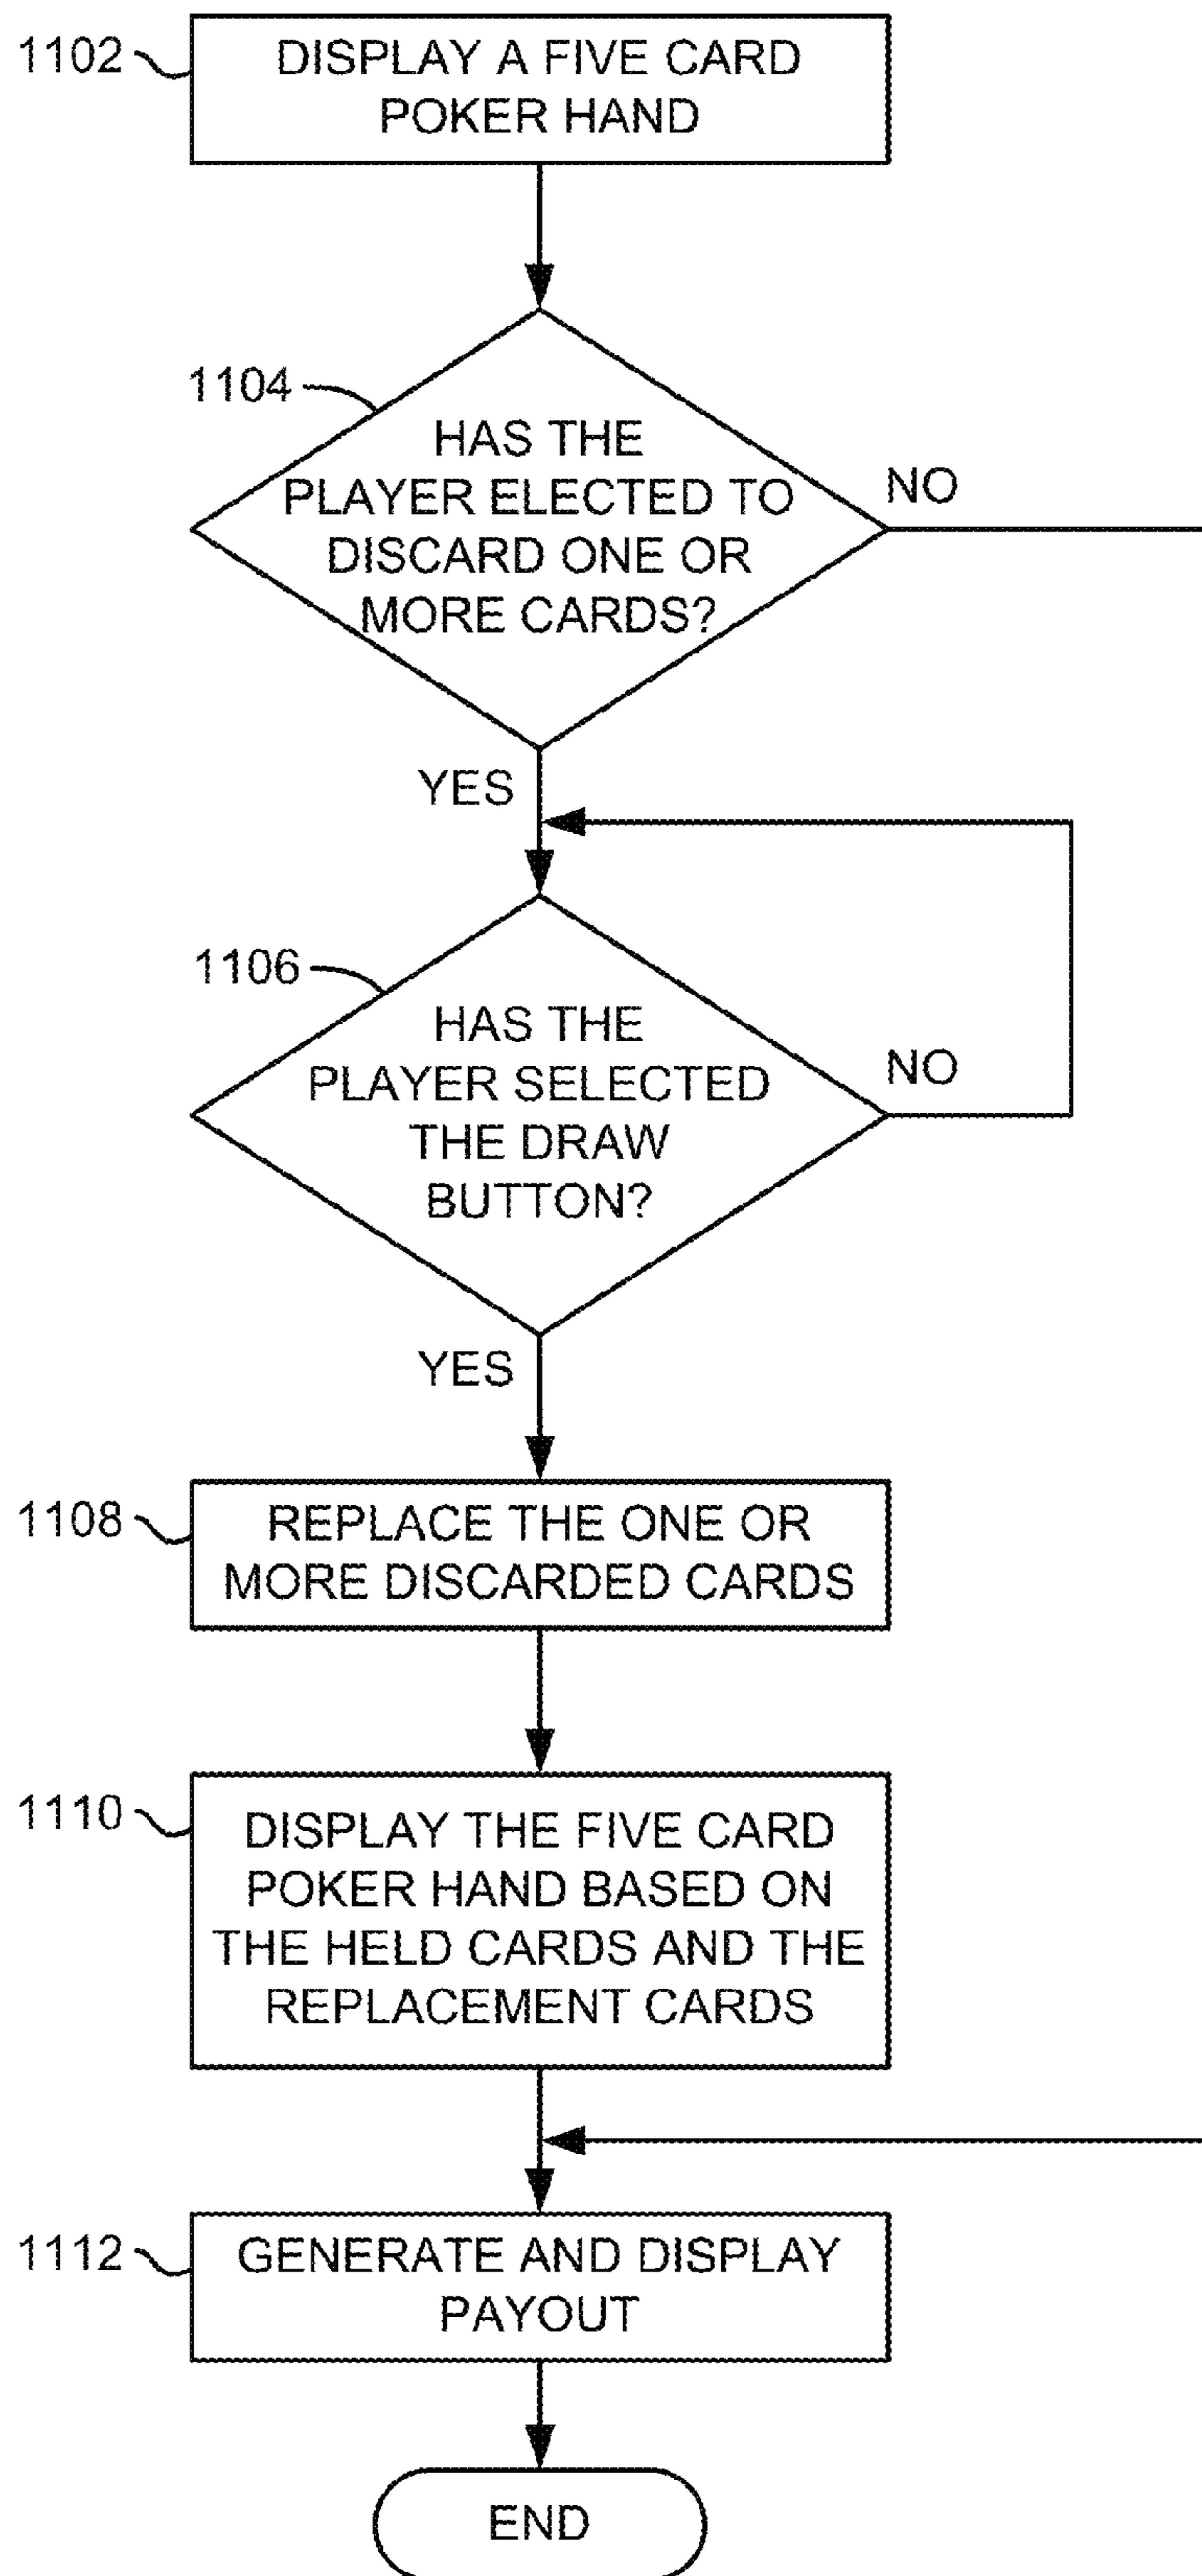 1102
DISPLAY A FIVE CARD
POKER HAND
1104
HAS THE
PLAYER ELECTED TO
DISCARD ONE OR
MORE CARDS?
NO
YES
1106
HAS THE
PLAYER SELECTED
THE DRAW
BUTTON?
NO
YES
1108
REPLACE THE ONE OR
MORE DISCARDED CARDS
1110
DISPLAY THE FIVE CARD
POKER HAND BASED ON
THE HELD CARDS AND THE
REPLACEMENT CARDS
1112
GENERATE AND DISPLAY
PAYOUT
END